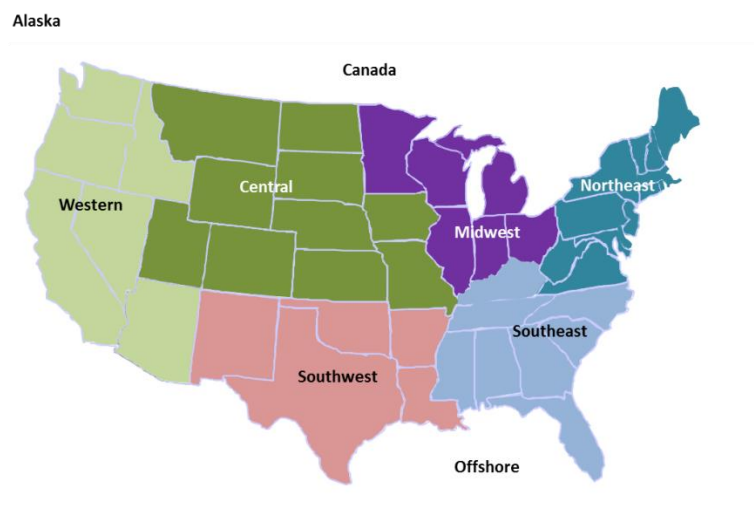 Alaska
Canada
Northeast
Central
Western
Midwest
Southeast
Southwest
Offshore